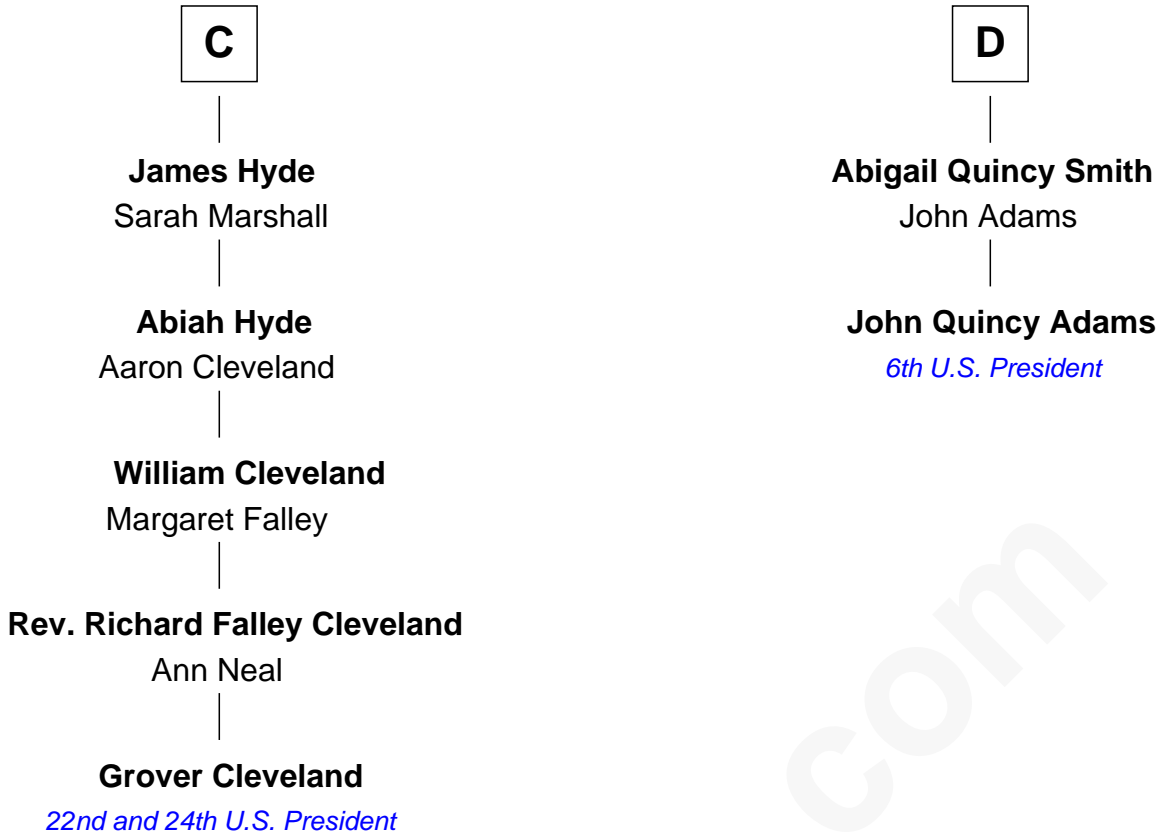 C
James Hyde
Sarah Marshall
Abiah Hyde
Aaron Cleveland
William Cleveland
Margaret Falley
Rev. Richard Falley Cleveland
Ann Neal
Grover Cleveland
22nd and 24th U.S. President
D
Abigail Quincy Smith
John Adams
John Quincy Adams
6th U.S. President
com